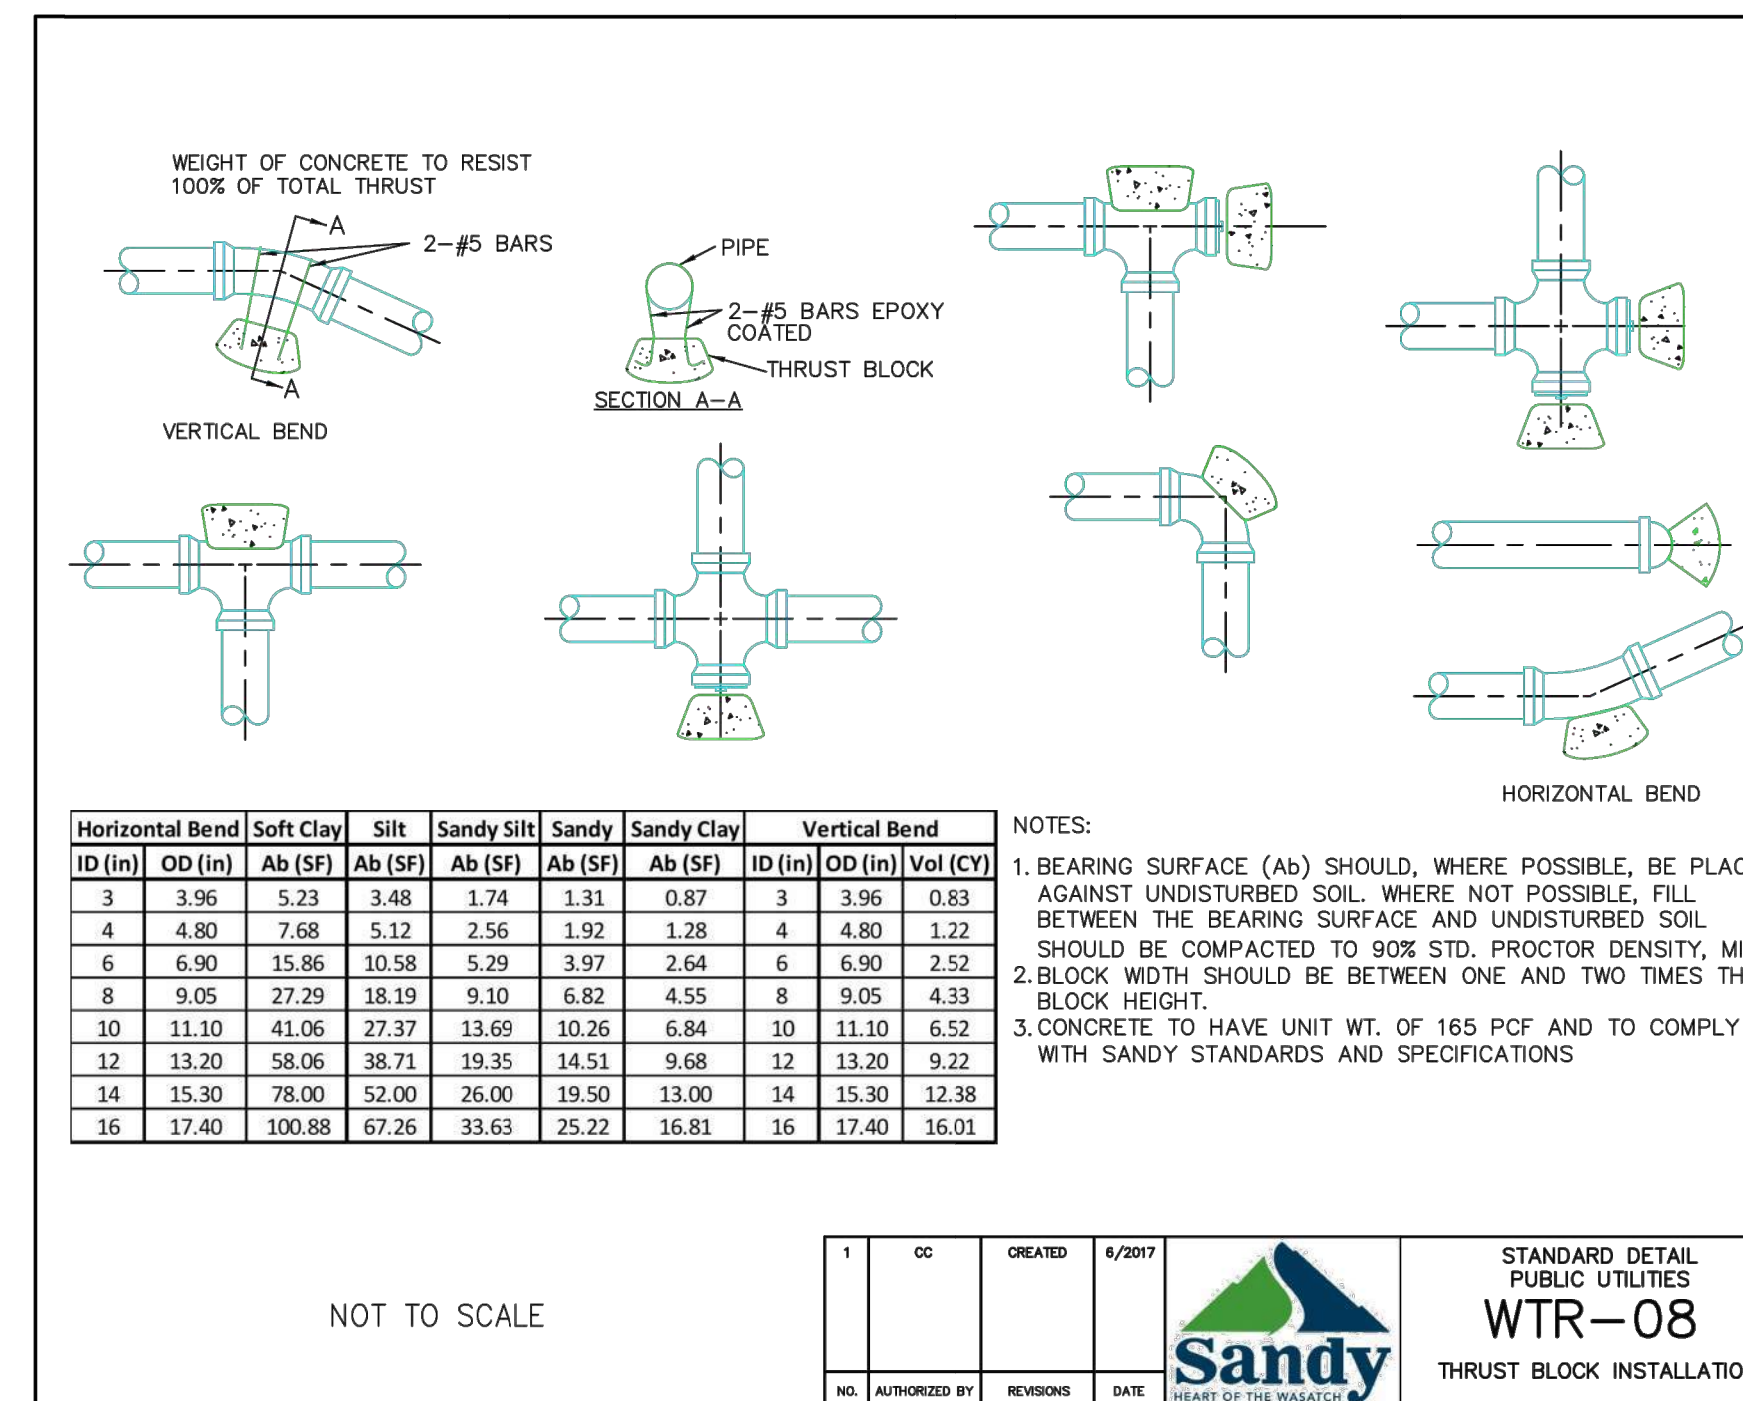 WEIGHT OF CONCRETE TO RESIST
100% OF TOTAL THRUST
A
2-#5 BARS
A
VERTICAL BEND
PIPE
2-#5 BARS EPOXY
COATED
THRUST BLOCK
SECTION A-A
HORIZONTAL BEND
Horizontal Bend Soft Clay Silt Sandy Silt Sandy Sandy Clay Vertical Bend
ID (in) OD (in) Ab (SF) Ab (SF) Ab (SF) Ab (SF) Ab (SF) ID (in) OD (in) Vol (CY)
3 3.96 5.23 3.48 1.74 1.31 0.87 3 3.96 0.83
4 4.80 7.68 5.12 2.56 1.92 1.28 4 4.80 1.22
6 6.90 15.86 10.58 5.29 3.97 2.64 6 6.90 2.52
8 9.05 27.29 18.19 9.10 6.82 4.55 8 9.05 4.33
10 11.10 41.06 27.37 13.69 10.26 6.84 10 11.10 6.52
12 13.20 58.06 38.71 19.35 14.51 9.68 12 13.20 9.22
14 15.30 78.00 52.00 26.00 19.50 13.00 14 15.30 12.38
16 17.40 100.88 67.26 33.63 25.22 16.81 16 17.40 16.01
NOTES:
1. BEARING SURFACE (Ab) SHOULD, WHERE POSSIBLE, BE PLAC
AGAINST UNDISTURBED SOIL. WHERE NOT POSSIBLE, FILL
BETWEEN THE BEARING SURFACE AND UNDISTURBED SOIL
SHOULD BE COMPACTED TO 90% STD. PROCTOR DENSITY, MI
2. BLOCK WIDTH SHOULD BE BETWEEN ONE AND TWO TIMES TH
BLOCK HEIGHT.
3. CONCRETE TO HAVE UNIT WT. OF 165 PCF AND TO COMPLY
WITH SANDY STANDARDS AND SPECIFICATIONS
NOT TO SCALE
1 CC CREATED 6/2017
NO. AUTHORIZED BY REVISIONS DATE
Sandy
HEART OF THE WASATCH
STANDARD DETAIL
PUBLIC UTILITIES
WTR-08
THRUST BLOCK INSTALLATIO